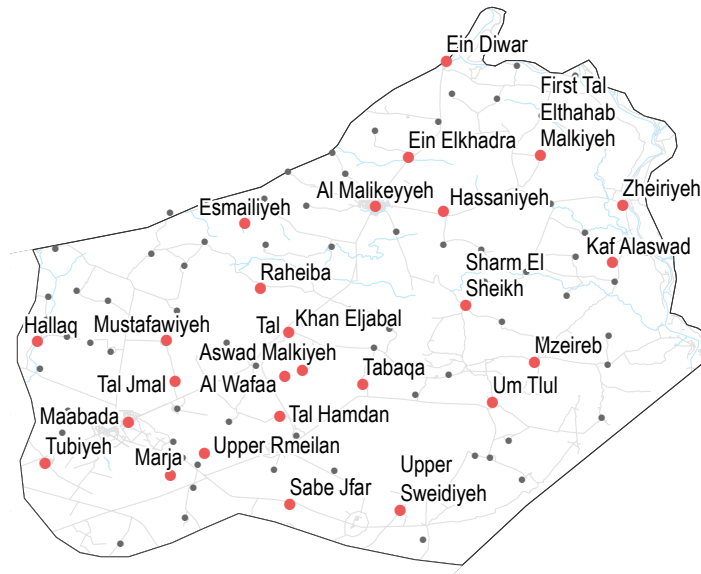 Ein Diwar
First Tal
Elthahab
Malkiyeh
Ein Elkhadra
Al Malikeyyeh
Hassaniyeh
Zheiriyeh
Esmailiyeh
Kaf Alaswad
Sharm El
Sheikh
Raheiba
Hallaq
Mustafawiyeh
Tal
Khan Eljabal
Aswad Malkiyeh
Mzeireb
Tal Jmal
Al Wafaa
Tabaqa
Um Tlul
Maabada
Tal Hamdan
Tubiyeh
Marja
Upper Rmeilan
Upper
Sweidiyeh
Sabe Jfar